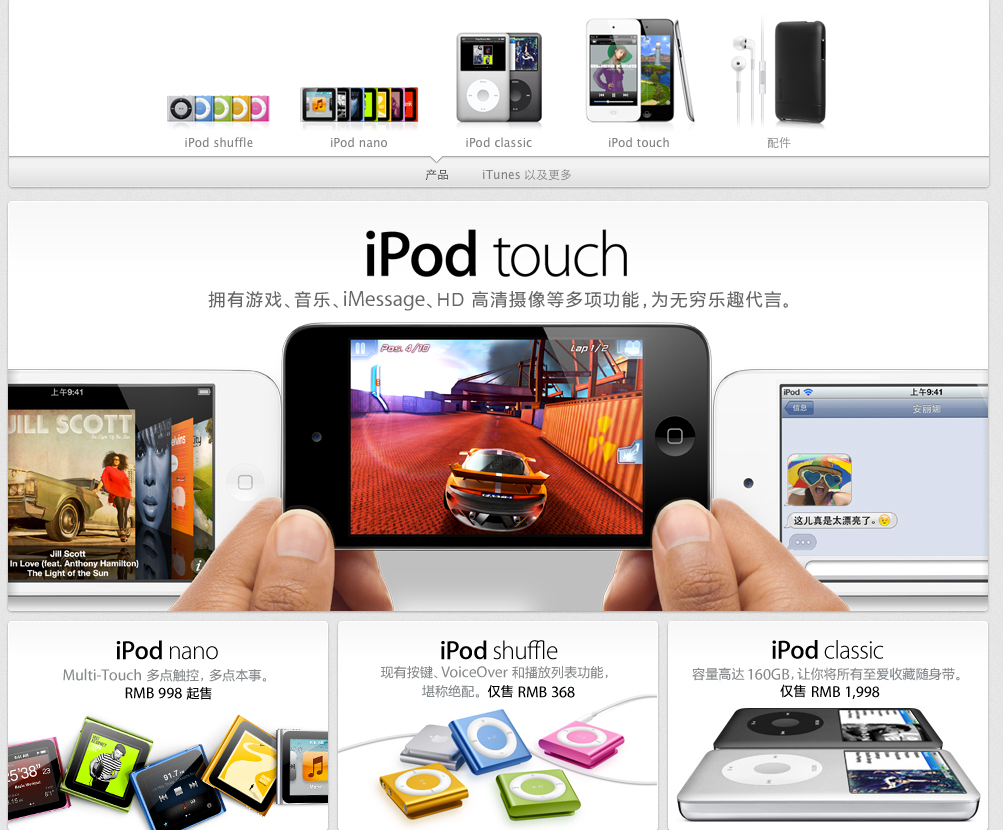 iPod shuffle
iPod nano
iPod classic
iPod touch
配件
产品
iTunes 以及更多
iPod touch
拥有游戏、音乐、iMessage、HD 高清摄像等多项功能，为无穷乐趣代言。
Pos. 4/10
Lap 1/2
上午9:41
JILL SCOTT
Jill Scott
In Love (feat. Anthony Hamilton)
The Light of the Sun
iPod
上午9:41
信息
安丽娜
这儿真是太漂亮了。
iPod nano
Multi-Touch 多点触控，多点本事。
RMB 998 起售
iPod shuffle
现有按键、VoiceOver 和播放列表功能，
堪称绝配。仅售 RMB 368
iPod classic
容量高达 160GB，让你将所有至爱收藏随身带。
仅售 RMB 1,998
5'38"
91.7